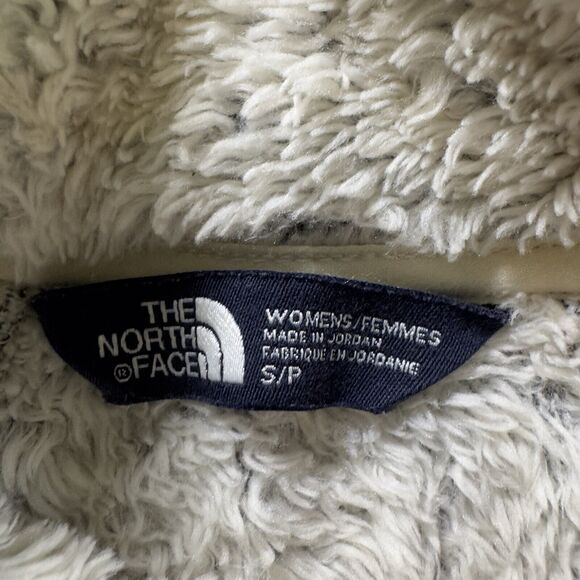 THE
NORTH
FACE
®
WOMENS/FEMMES
MADE IN JORDAN
FABRIQUE EN JORDANIE
S/P